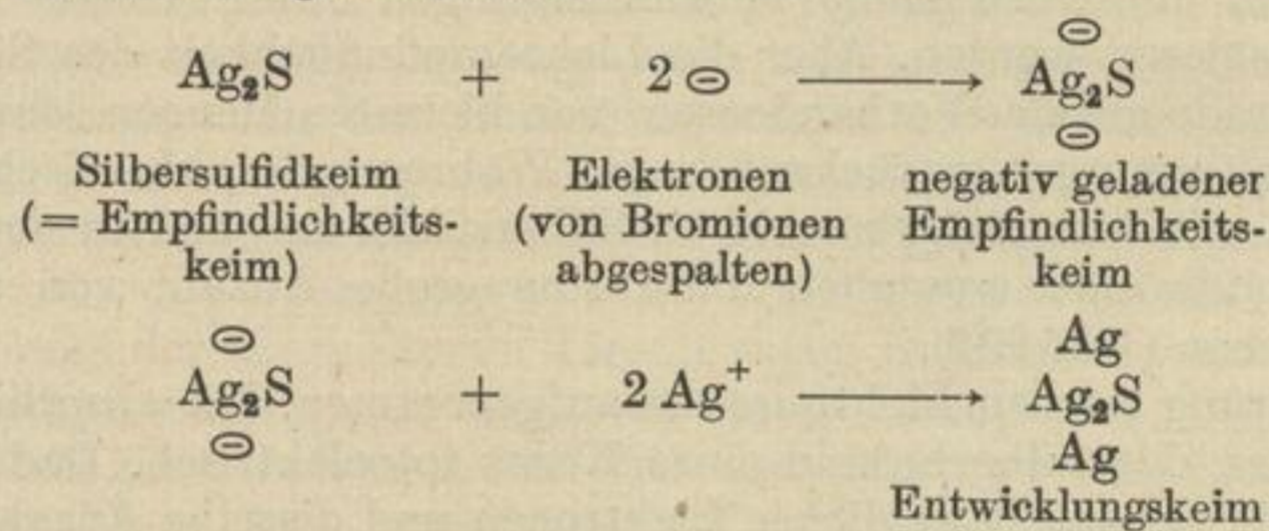 ⊖
Ag₂S + 2 ⊖ ⟶ Ag₂S
⊖
Silbersulfidkeim Elektronen negativ geladener
(= Empfindlichkeits- (von Bromionen Empfindlichkeits-
keim) abgespalten) keim
⊖ Ag
Ag₂S + 2 Ag⁺ ⟶ Ag₂S
⊖ Ag
Entwicklungskeim